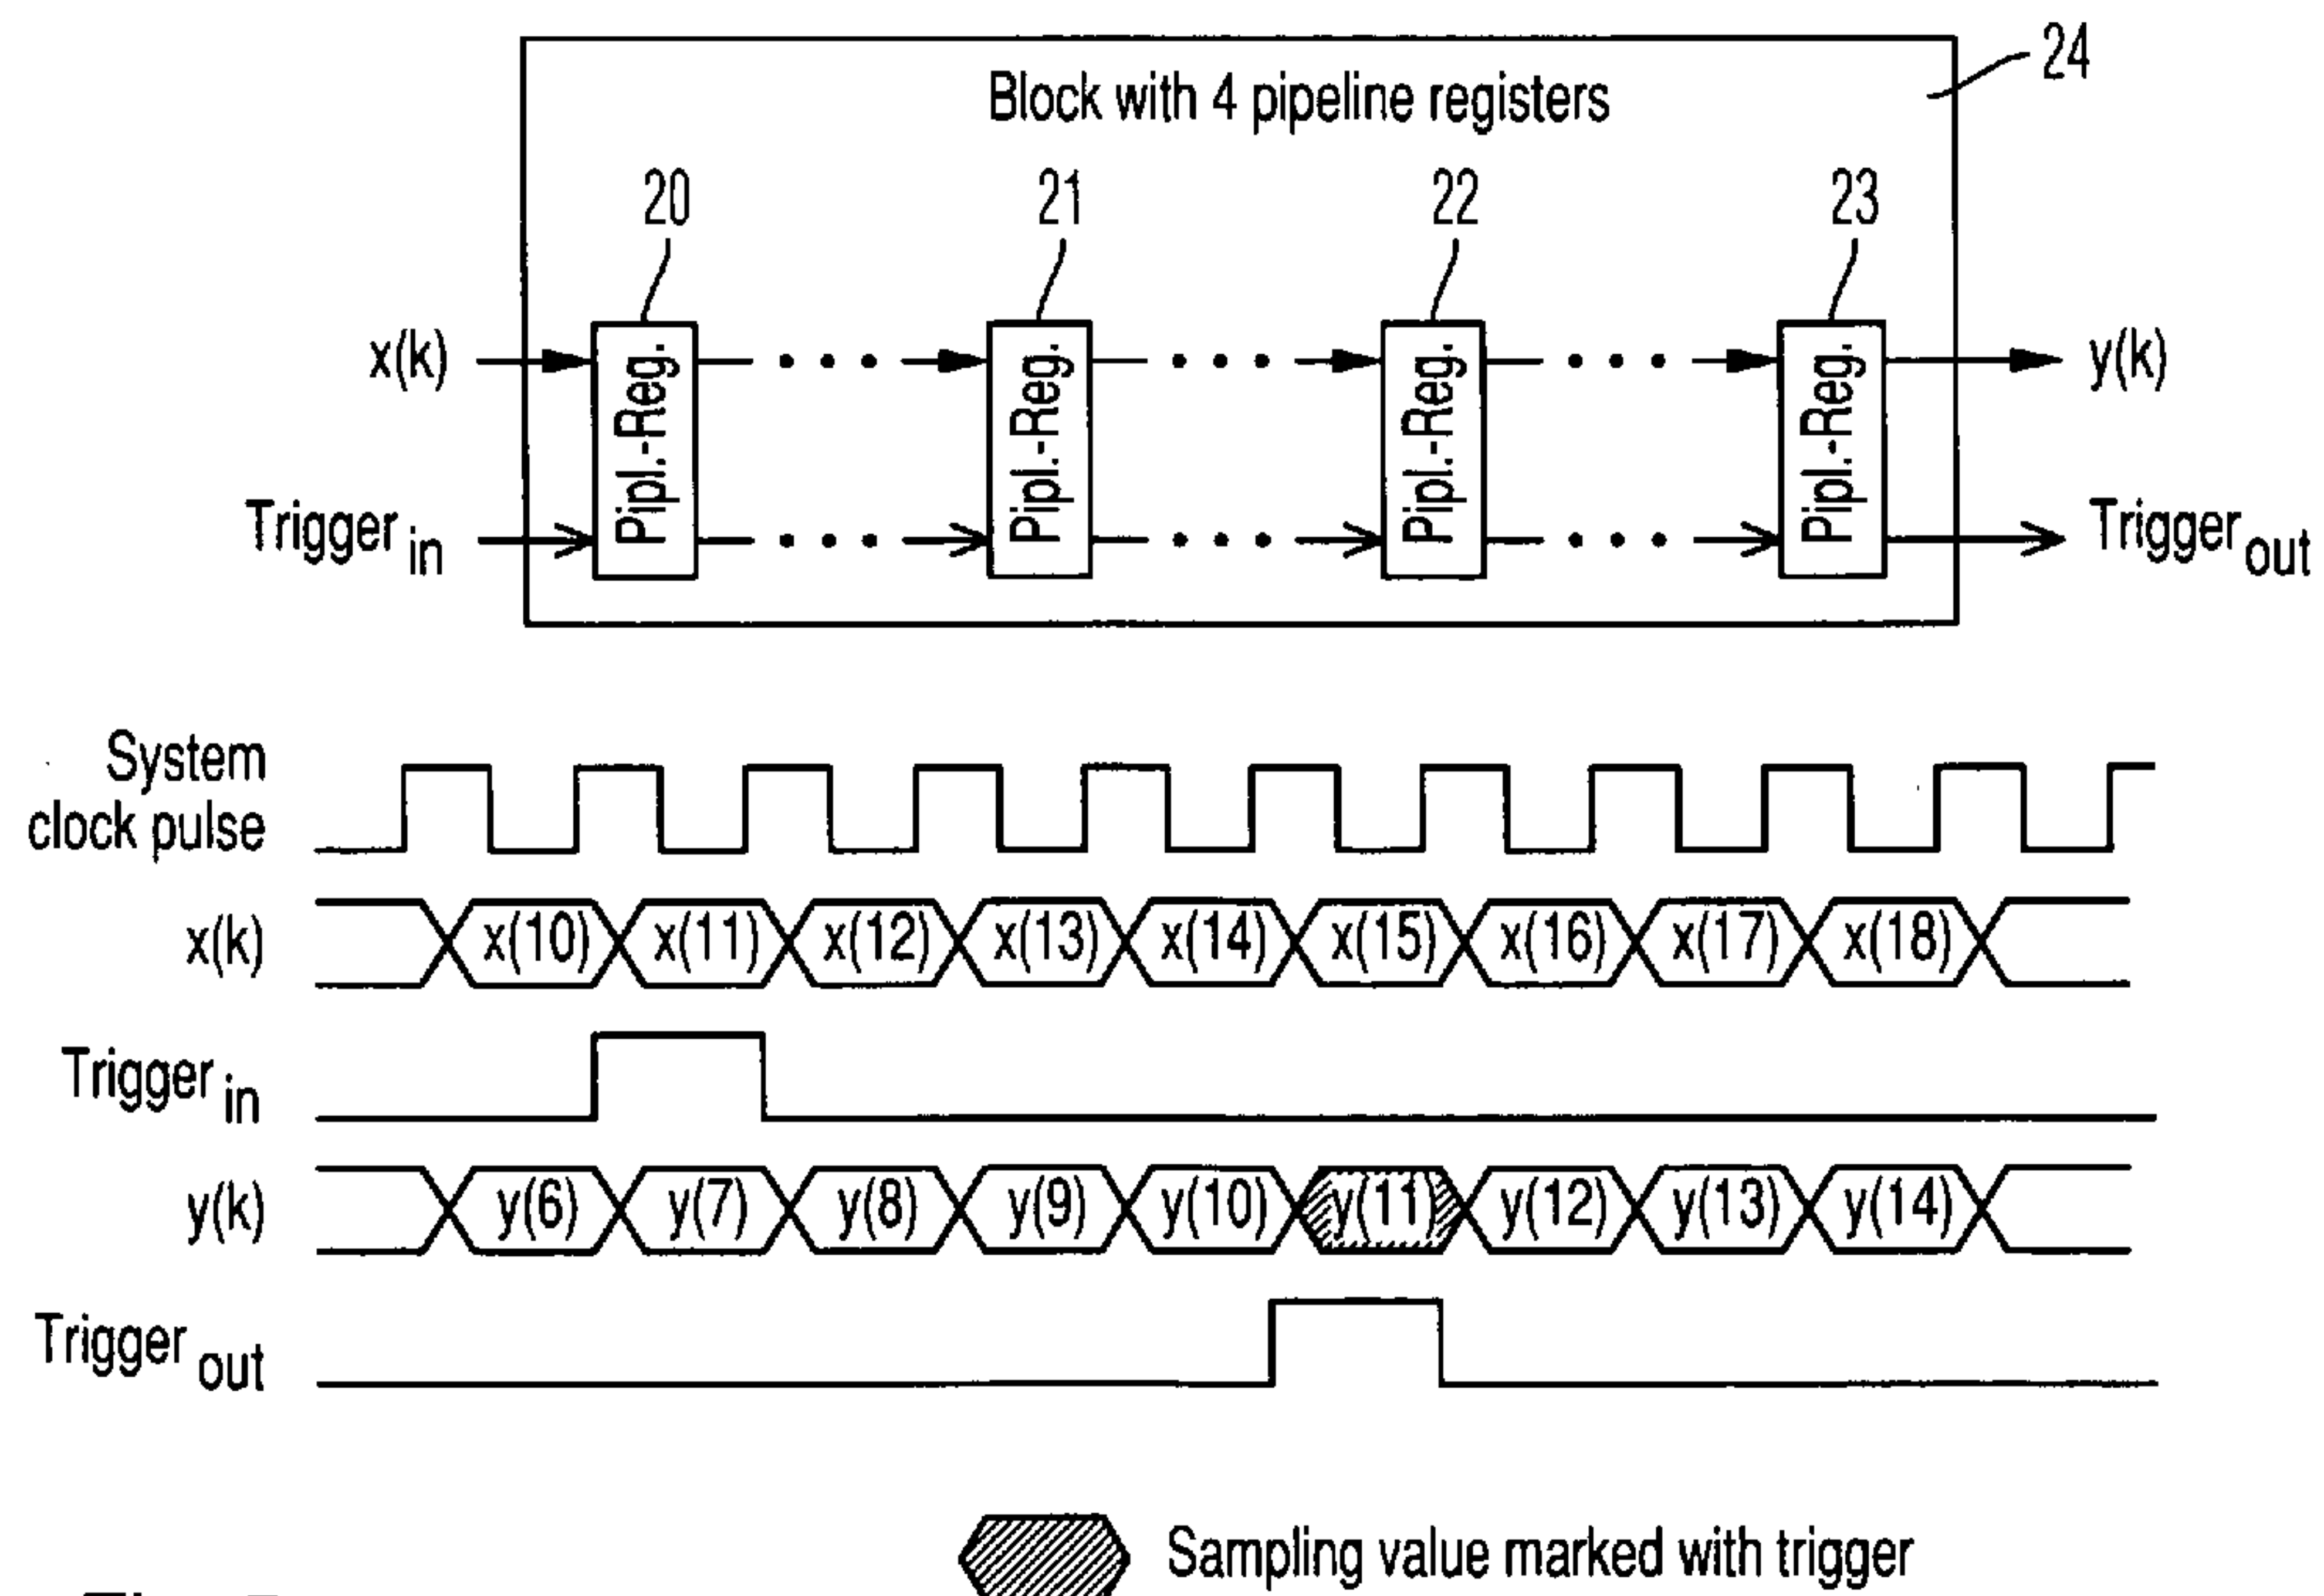 24
Block with 4 pipeline registers
20 21 22 23
x(k) Pipl.-Reg. Pipl.-Reg. Pipl.-Reg. Pipl.-Reg. y(k)
Trigger in Trigger out
System
clock pulse
x(k) x(10) x(11) x(12) x(13) x(14) x(15) x(16) x(17) x(18)
Trigger in
y(k) y(6) y(7) y(8) y(9) y(10) y(11) y(12) y(13) y(14)
Trigger out
Sampling value marked with trigger